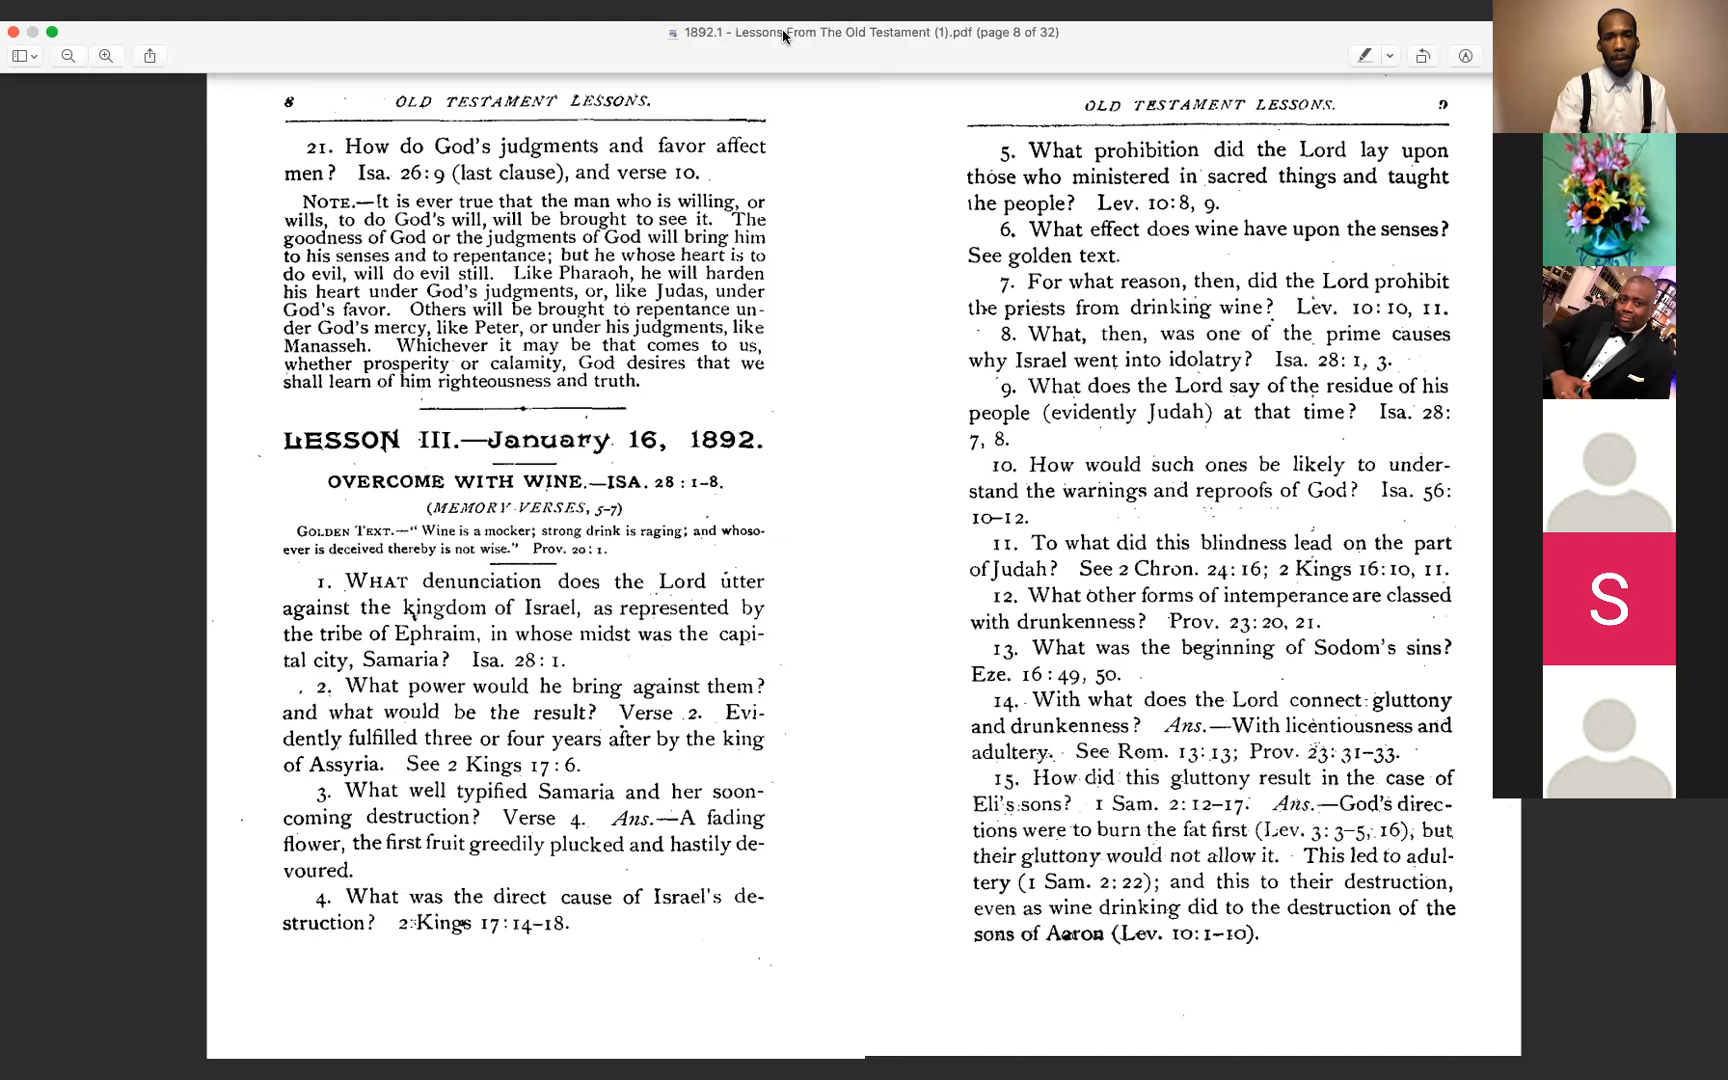 1892.1 - Lessons From The Old Testament (1).pdf (page 8 of 32)
8 OLD TESTAMENT LESSONS.
21. How do God's judgments and favor affect
men? Isa. 26:9 (last clause), and verse 10.
NOTE.—It is ever true that the man who is willing, or
wills, to do God's will, will be brought to see it. The
goodness of God or the judgments of God will bring him
to his senses and to repentance; but he whose heart is to
do evil, will do evil still. Like Pharaoh, he will harden
his heart under God's judgments, or, like Judas, under
God's favor. Others will be brought to repentance un-
der God's mercy, like Peter, or under his judgments, like
Manasseh. Whichever it may be that comes to us,
whether prosperity or calamity, God desires that we
shall learn of him righteousness and truth.
LESSON III.—January 16, 1892.
OVERCOME WITH WINE.—ISA. 28:1-8.
(MEMORY VERSES, 5-7)
GOLDEN TEXT.—"Wine is a mocker; strong drink is raging; and whoso-
ever is deceived thereby is not wise." Prov. 20:1.
1. WHAT denunciation does the Lord utter
against the kingdom of Israel, as represented by
the tribe of Ephraim, in whose midst was the capi-
tal city, Samaria? Isa. 28:1.
2. What power would he bring against them?
and what would be the result? Verse 2. Evi-
dently fulfilled three or four years after by the king
of Assyria. See 2 Kings 17:6.
3. What well typified Samaria and her soon-
coming destruction? Verse 4. Ans.—A fading
flower, the first fruit greedily plucked and hastily de-
voured.
4. What was the direct cause of Israel's de-
struction? 2 Kings 17:14-18.
OLD TESTAMENT LESSONS. 9
5. What prohibition did the Lord lay upon
those who ministered in sacred things and taught
the people? Lev. 10:8, 9.
6. What effect does wine have upon the senses?
See golden text.
7. For what reason, then, did the Lord prohibit
the priests from drinking wine? Lev. 10:10, 11.
8. What, then, was one of the prime causes
why Israel went into idolatry? Isa. 28:1, 3.
9. What does the Lord say of the residue of his
people (evidently Judah) at that time? Isa. 28:
7, 8.
10. How would such ones be likely to under-
stand the warnings and reproofs of God? Isa. 56:
10-12.
11. To what did this blindness lead on the part
of Judah? See 2 Chron. 24:16; 2 Kings 16:10, 11.
12. What other forms of intemperance are classed
with drunkenness? Prov. 23:20, 21.
13. What was the beginning of Sodom's sins?
Eze. 16:49, 50.
14. With what does the Lord connect gluttony
and drunkenness? Ans.—With licentiousness and
adultery. See Rom. 13:13; Prov. 23:31-33.
15. How did this gluttony result in the case of
Eli's sons? 1 Sam. 2:12-17. Ans.—God's direc-
tions were to burn the fat first (Lev. 3:3-5, 16), but
their gluttony would not allow it. This led to adul-
tery (1 Sam. 2:22); and this to their destruction,
even as wine drinking did to the destruction of the
sons of Aaron (Lev. 10:1-10).
S